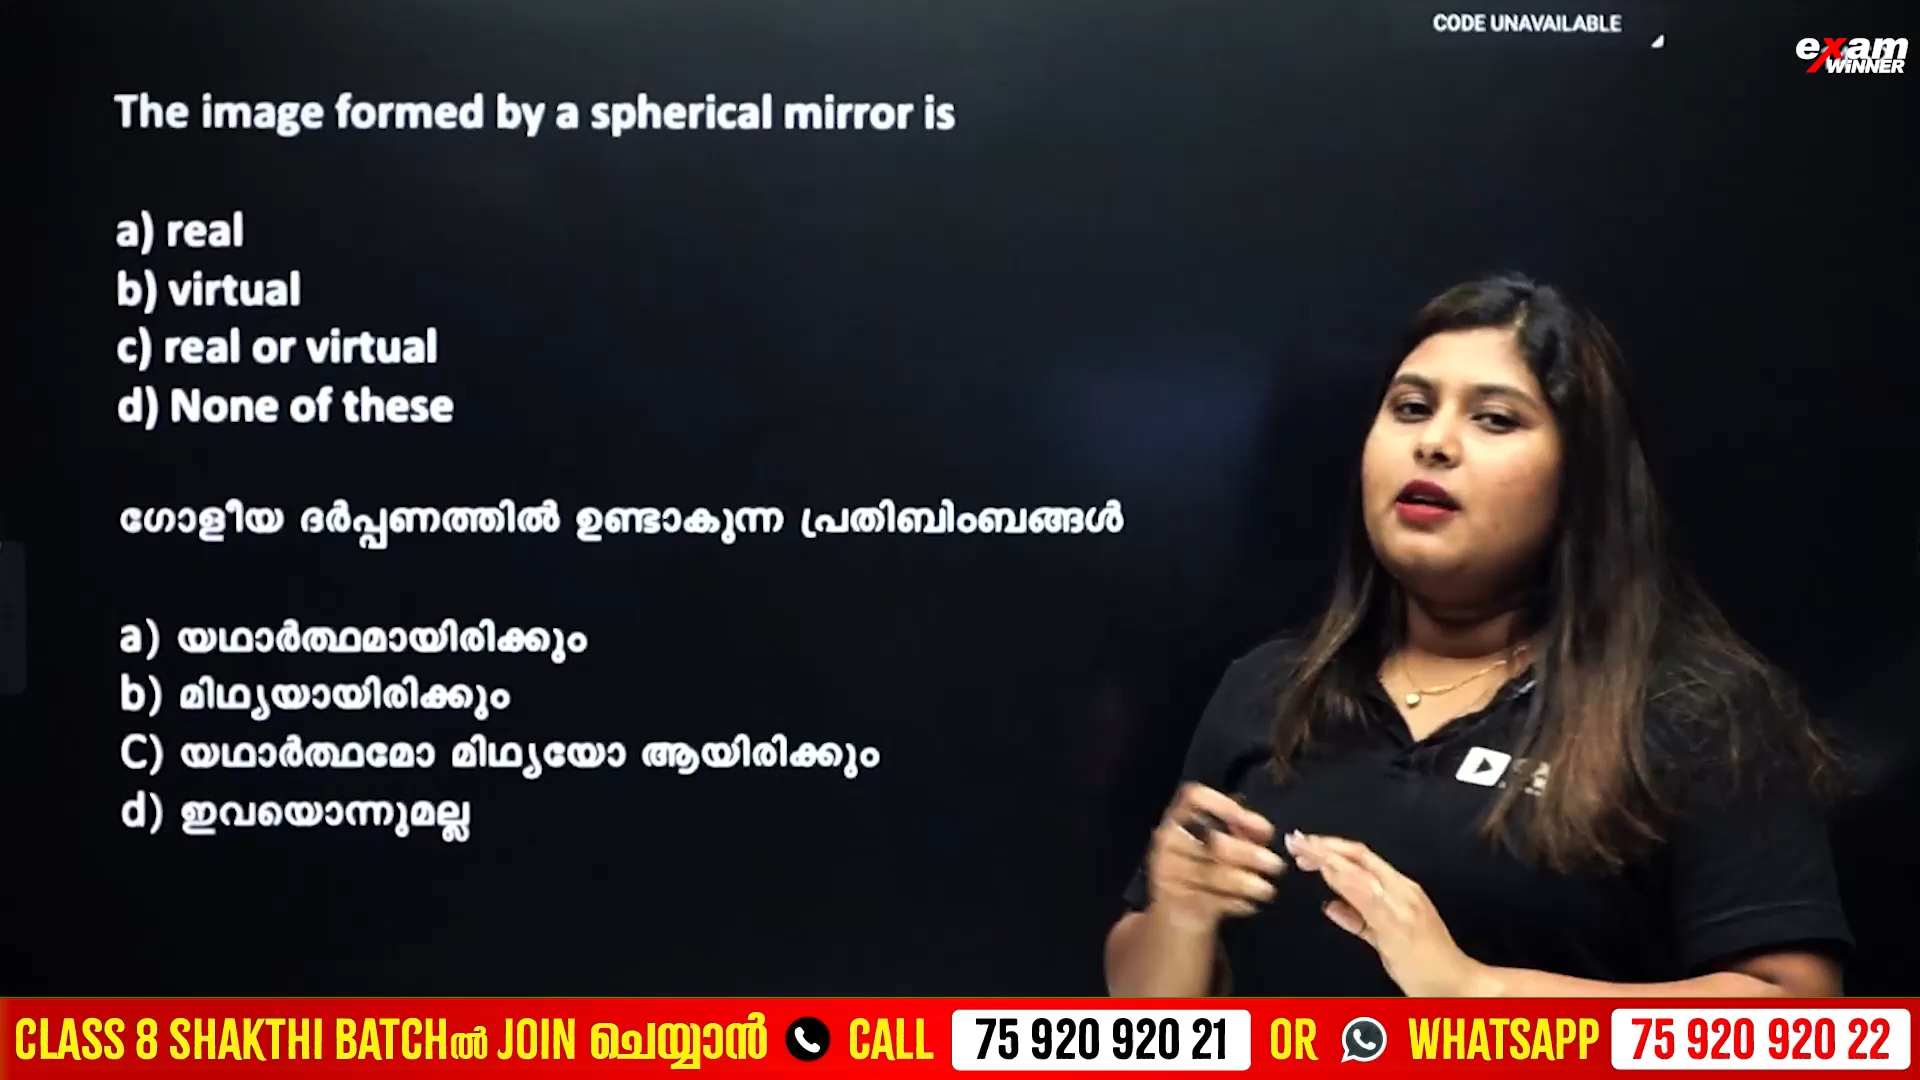 CODE UNAVAILABLE
exam
WINNER
The image formed by a spherical mirror is
a) real
b) virtual
c) real or virtual
d) None of these
ഗോളീയ ദർപ്പണത്തിൽ ഉണ്ടാകുന്ന പ്രതിബിംബങ്ങൾ
a) യഥാർത്ഥമായിരിക്കും
b) മിഥ്യയായിരിക്കും
C) യഥാർത്ഥമോ മിഥ്യയോ ആയിരിക്കും
d) ഇവയൊന്നുമല്ല
CLASS 8 SHAKTHI BATCHൽ JOIN ചെയ്യാൻ CALL 75 920 920 21 OR WHATSAPP 75 920 920 22